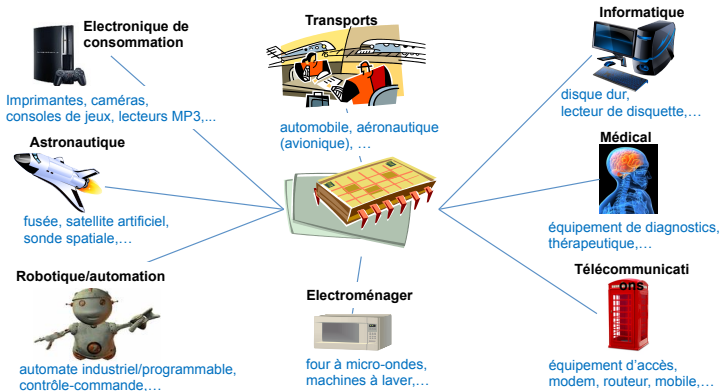 Electronique de
consommation
Imprimantes, caméras,
consoles de jeux, lecteurs MP3,...
Transports
automobile, aéronautique
(avionique), …
Informatique
disque dur,
lecteur de disquette,…
Astronautique
fusée, satellite artificiel,
sonde spatiale,…
Médical
équipement de diagnostics,
thérapeutique,…
Robotique/automation
automate industriel/programmable,
contrôle-commande,…
Electroménager
four à micro-ondes,
machines à laver,…
Télécommunicati
ons
équipement d'accès,
modem, routeur, mobile,…